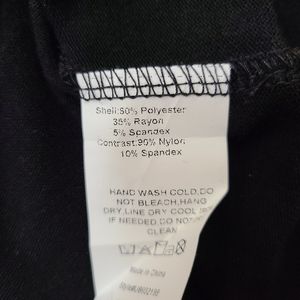 Shell:60% Polyester
35% Rayon
5% Spandex
Contrast:90% Nylon
10% Spandex
HAND WASH COLD,DO
NOT BLEACH,HANG
DRY,LINE DRY COOL
IF NEEDED DO NOT
CLEAN
Made in China